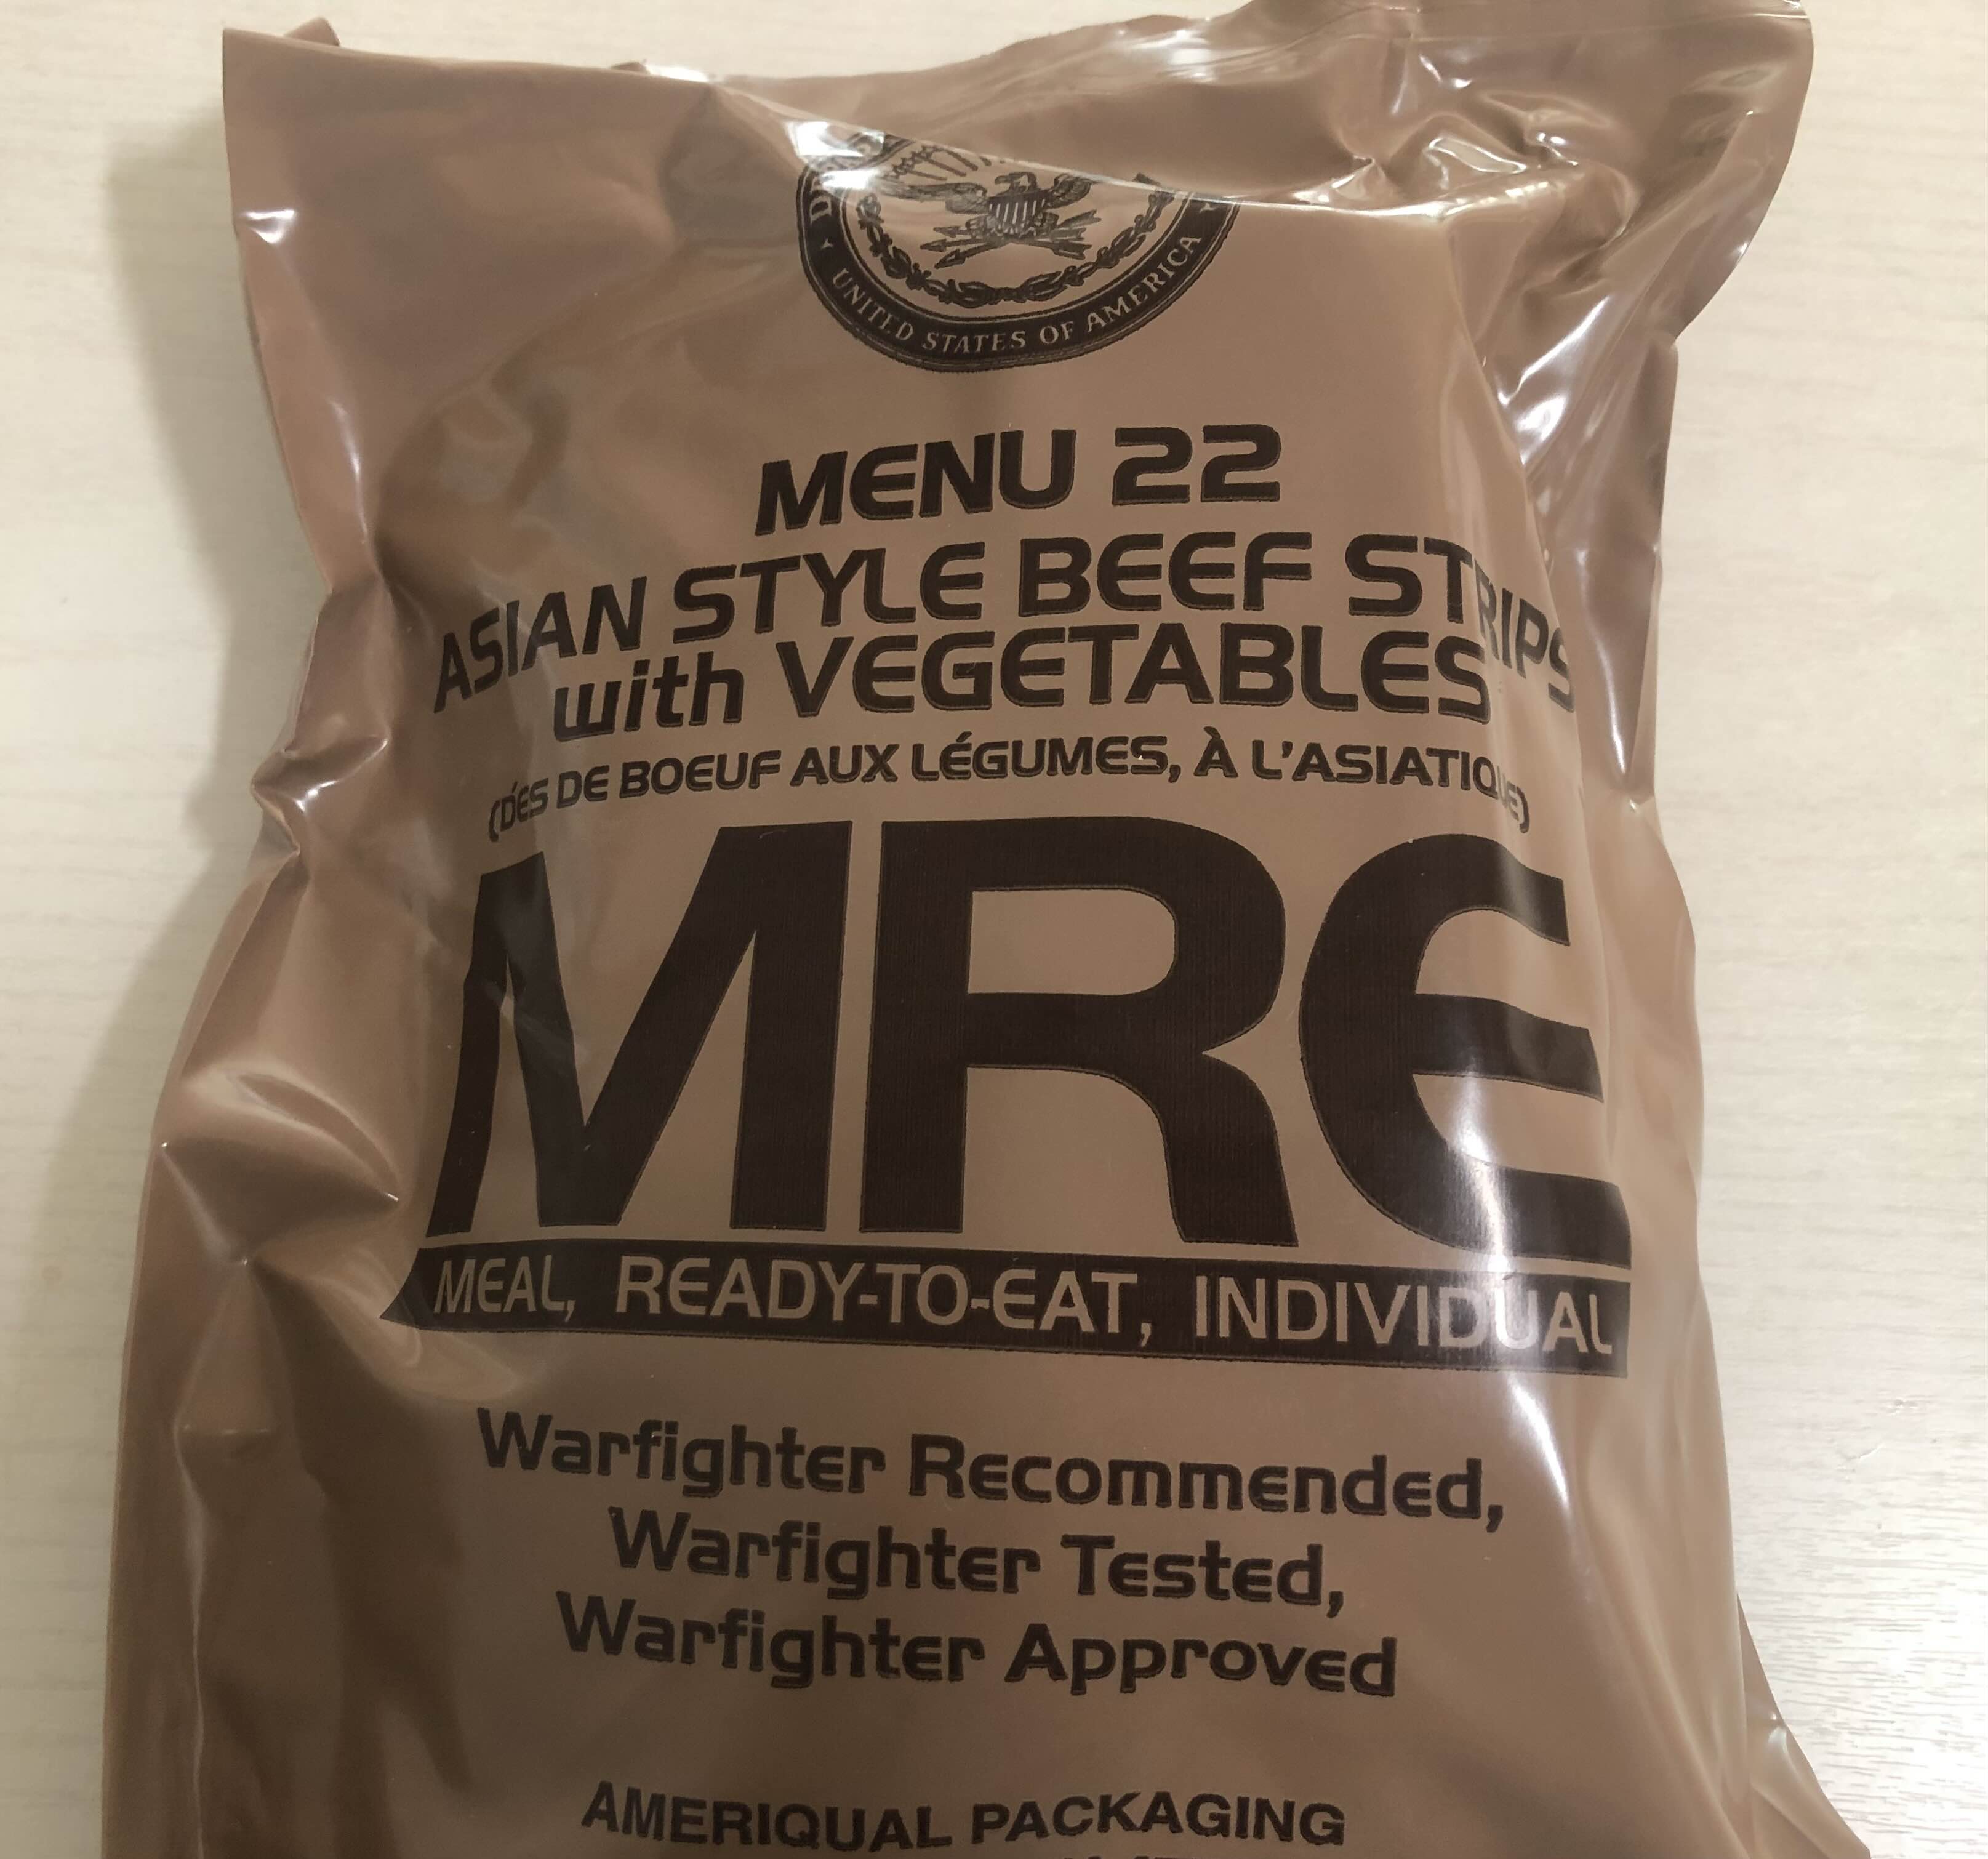 UNITED STATES OF AMERICA
MENU 22
ASIAN STYLE BEEF STRIPS
with VEGETABLES
(DÉS DE BOEUF AUX LÉGUMES, À L'ASIATIQUE)
MRE
MEAL, READY-TO-EAT, INDIVIDUAL
Warfighter Recommended,
Warfighter Tested,
Warfighter Approved
AMERIQUAL PACKAGING